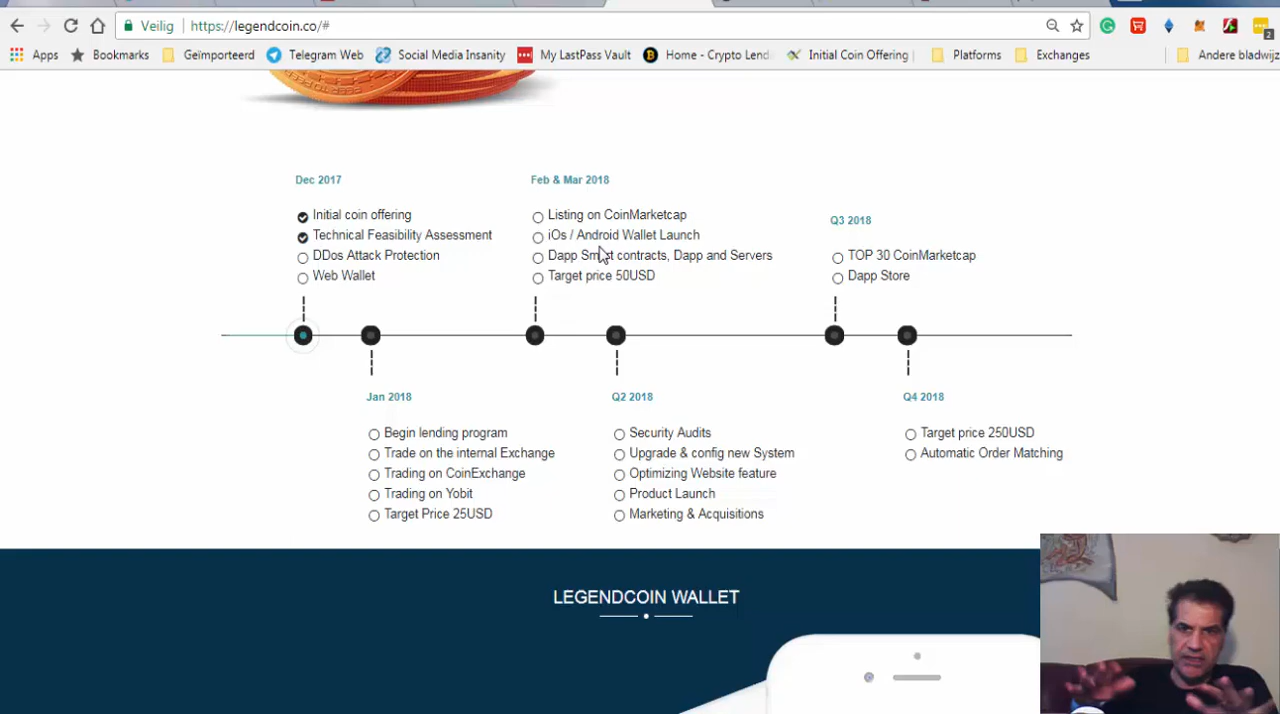 Veilig
https://legendcoin.co/#
2
Apps
Bookmarks
Geïmporteerd
Telegram Web
Social Media Insanity
My LastPass Vault
Home - Crypto Lend
Initial Coin Offering
Platforms
Exchanges
Andere bladwijz
Dec 2017
Initial coin offering
Technical Feasibility Assessment
DDos Attack Protection
Web Wallet
Feb & Mar 2018
Listing on CoinMarketcap
iOs / Android Wallet Launch
Dapp Smart contracts, Dapp and Servers
Target price 50USD
Q3 2018
TOP 30 CoinMarketcap
Dapp Store
Jan 2018
Begin lending program
Trade on the internal Exchange
Trading on CoinExchange
Trading on Yobit
Target Price 25USD
Q2 2018
Security Audits
Upgrade & config new System
Optimizing Website feature
Product Launch
Marketing & Acquisitions
Q4 2018
Target price 250USD
Automatic Order Matching
LEGENDCOIN WALLET